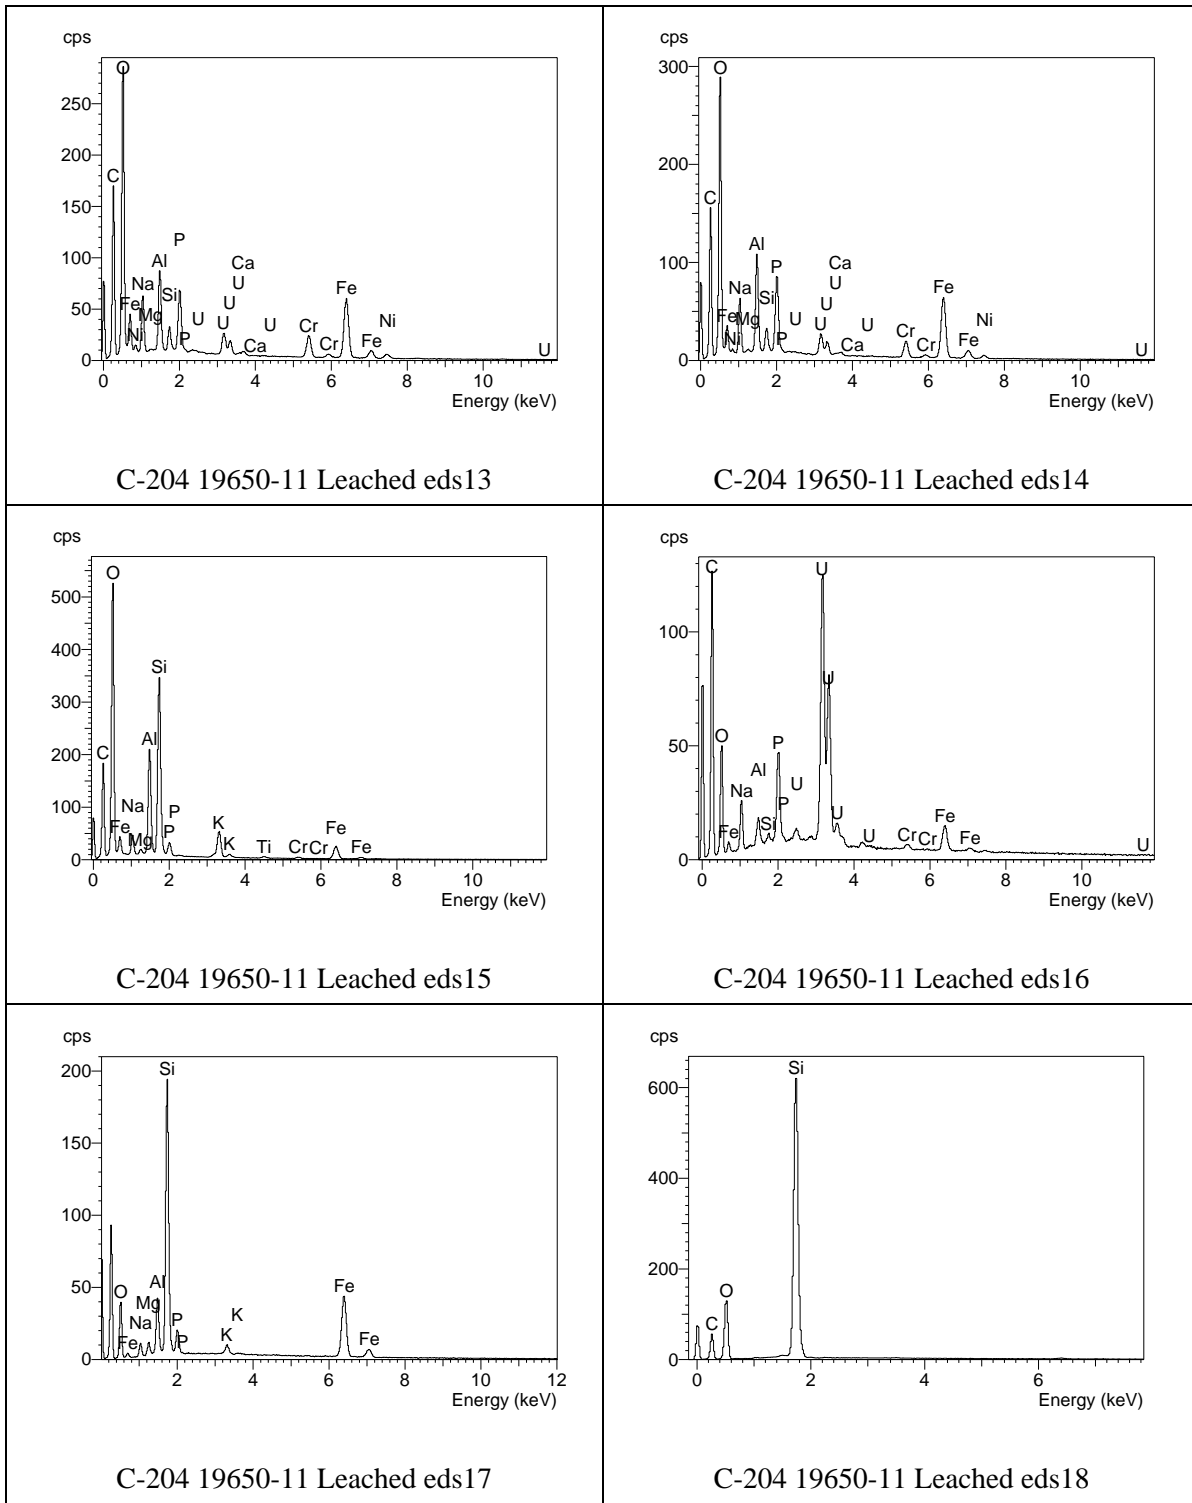 cps
300
250
200
150
100
50
0
O
C
P
Ca
Al
U
Na
Si
Fe
U
Fe
Mg
U
U
U
Ni
Cr
Ni
P
Ca
Cr
Fe
U
0 2 4 6 8 10
Energy (keV)
C-204 19650-11 Leached eds13
cps
300
200
100
0
O
C
Al
Ca
P
U
Na
Si
Fe
U
Fe
Mg
U
U
U
Ni
Cr
Ni
P
Ca
Cr
Fe
U
0 2 4 6 8 10
Energy (keV)
C-204 19650-11 Leached eds14
cps
500
400
300
200
100
0
O
Si
Al
C
Na
P
K
Fe
Fe
Mg
P
K
Ti
Cr
Cr
Fe
0 2 4 6 8 10
Energy (keV)
C-204 19650-11 Leached eds15
cps
100
50
0
C
U
U
O
P
Al
U
Na
P
Fe
Si
U
U
Cr
Cr
Fe
Fe
U
0 2 4 6 8 10
Energy (keV)
C-204 19650-11 Leached eds16
cps
200
150
100
50
0
Si
O
Al
Mg
Na
Fe
P
P
K
K
Fe
Fe
2 4 6 8 10 12
Energy (keV)
C-204 19650-11 Leached eds17
cps
600
400
200
0
Si
O
C
0 2 4 6
Energy (keV)
C-204 19650-11 Leached eds18